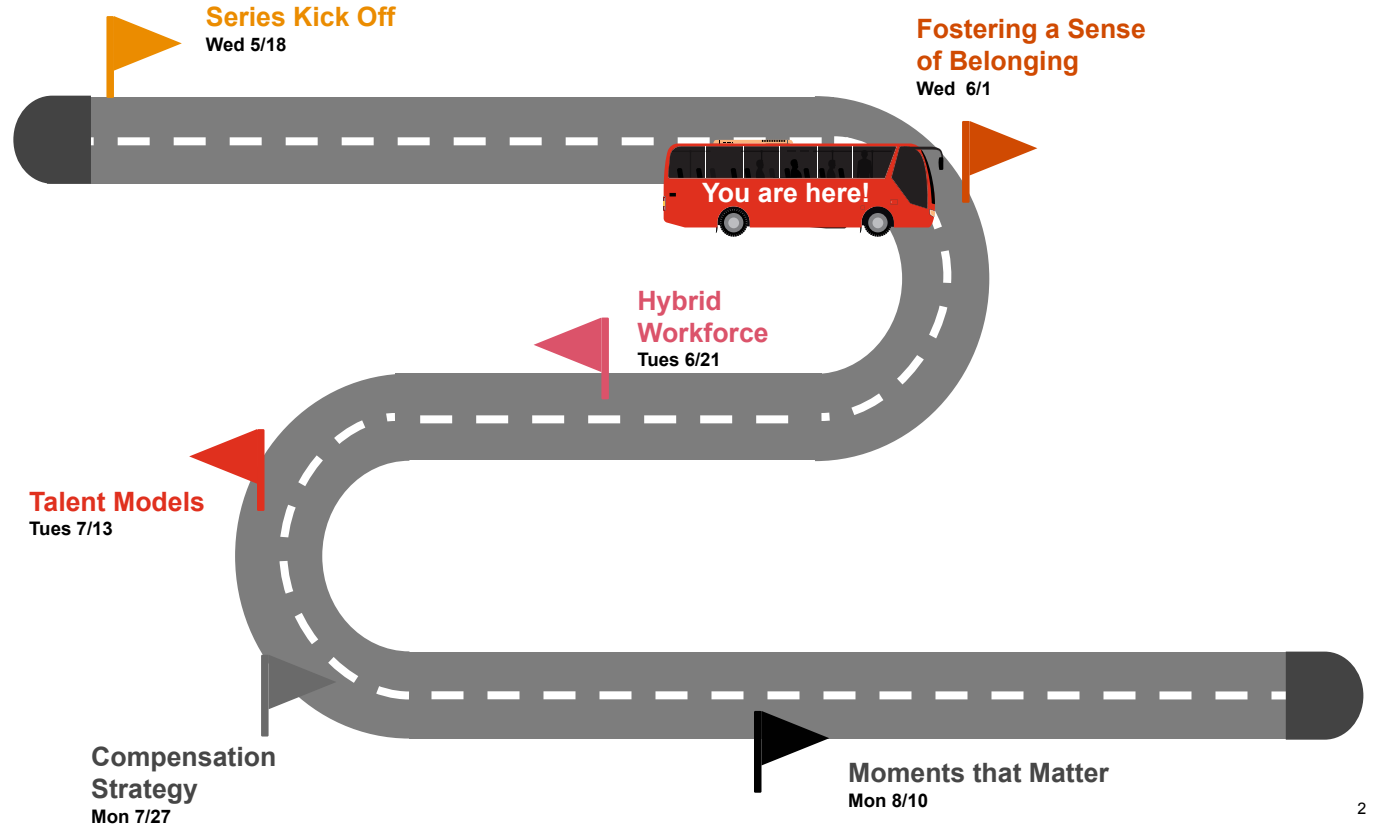 Series Kick Off
Wed 5/18
Fostering a Sense
of Belonging
Wed 6/1
You are here!
Hybrid
Workforce
Tues 6/21
Talent Models
Tues 7/13
Compensation
Strategy
Mon 7/27
Moments that Matter
Mon 8/10
2